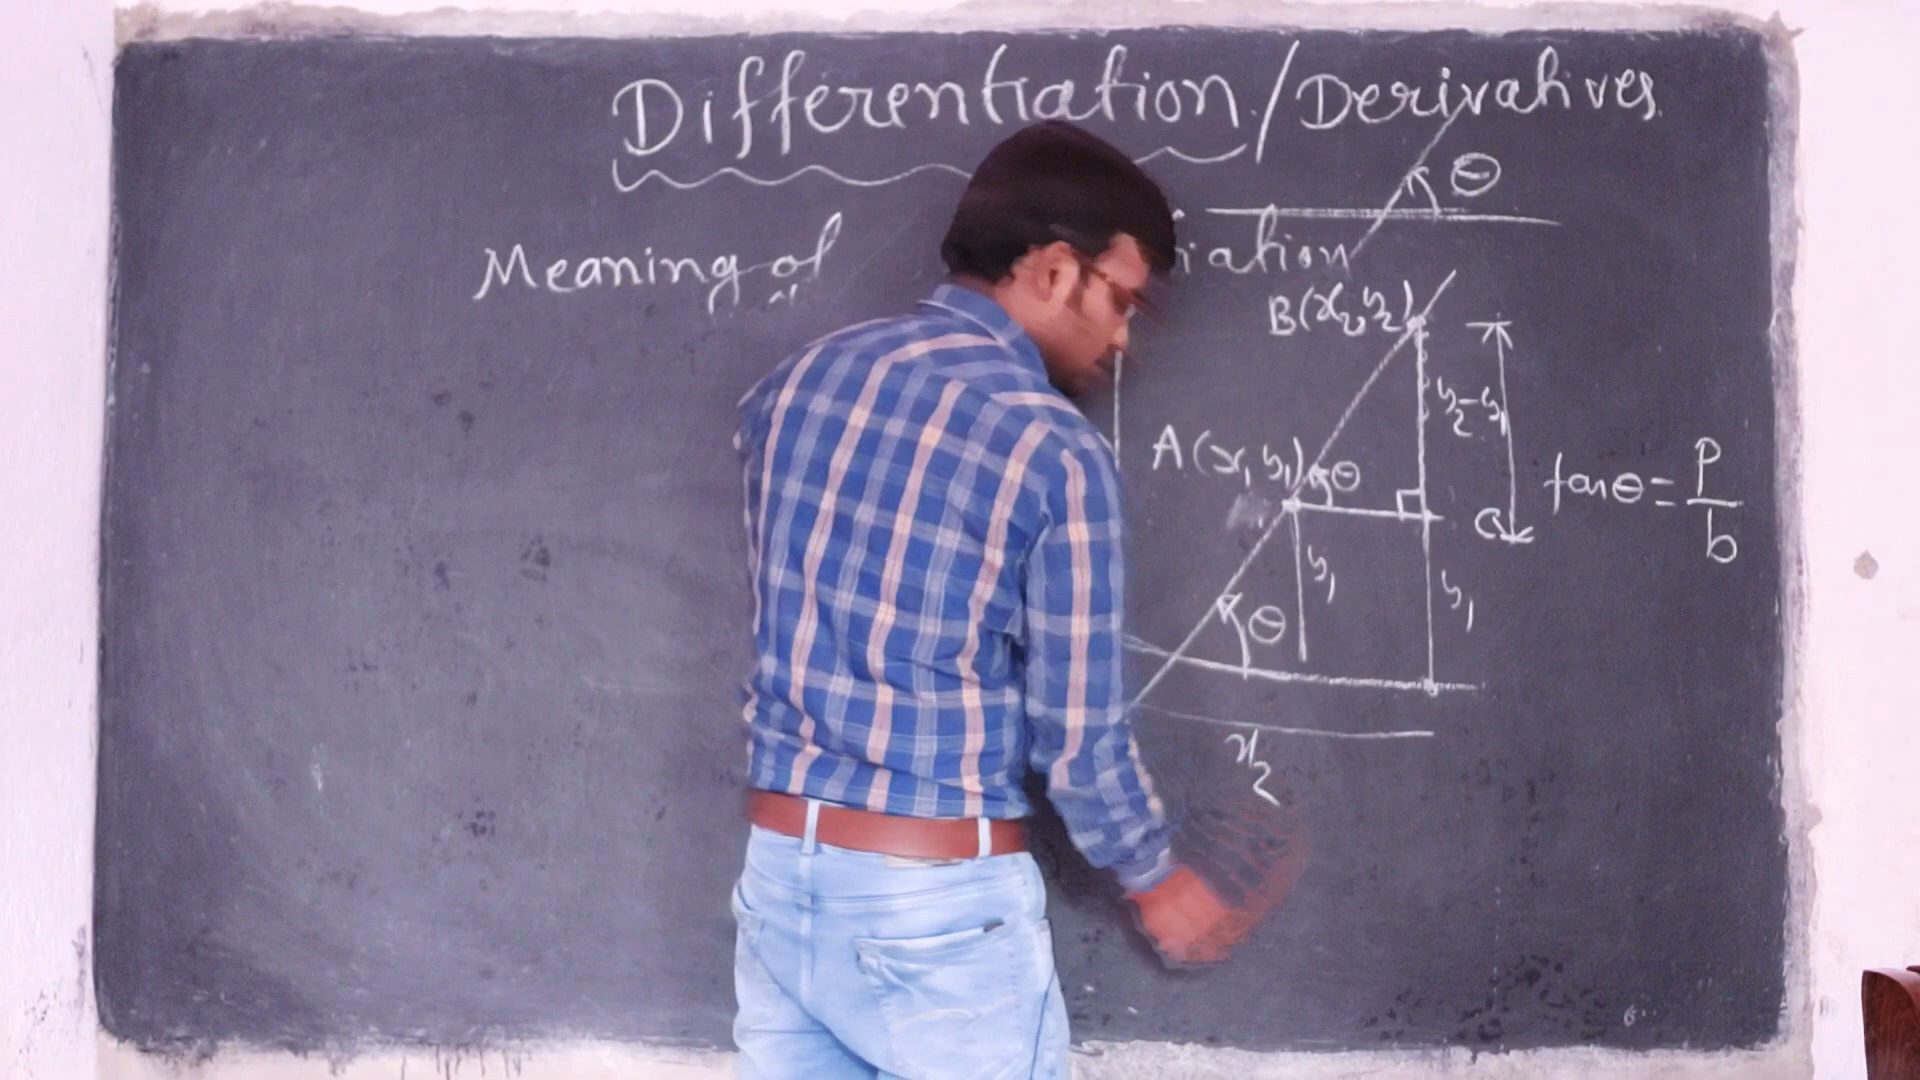 Differentiation/Derivatives
θ
Meaning of
iation
B(x₂, y₂)
y₂-y₁
A(x₁ y₁)
θ
tanθ = P/b
y₁
y₁
θ
x₂